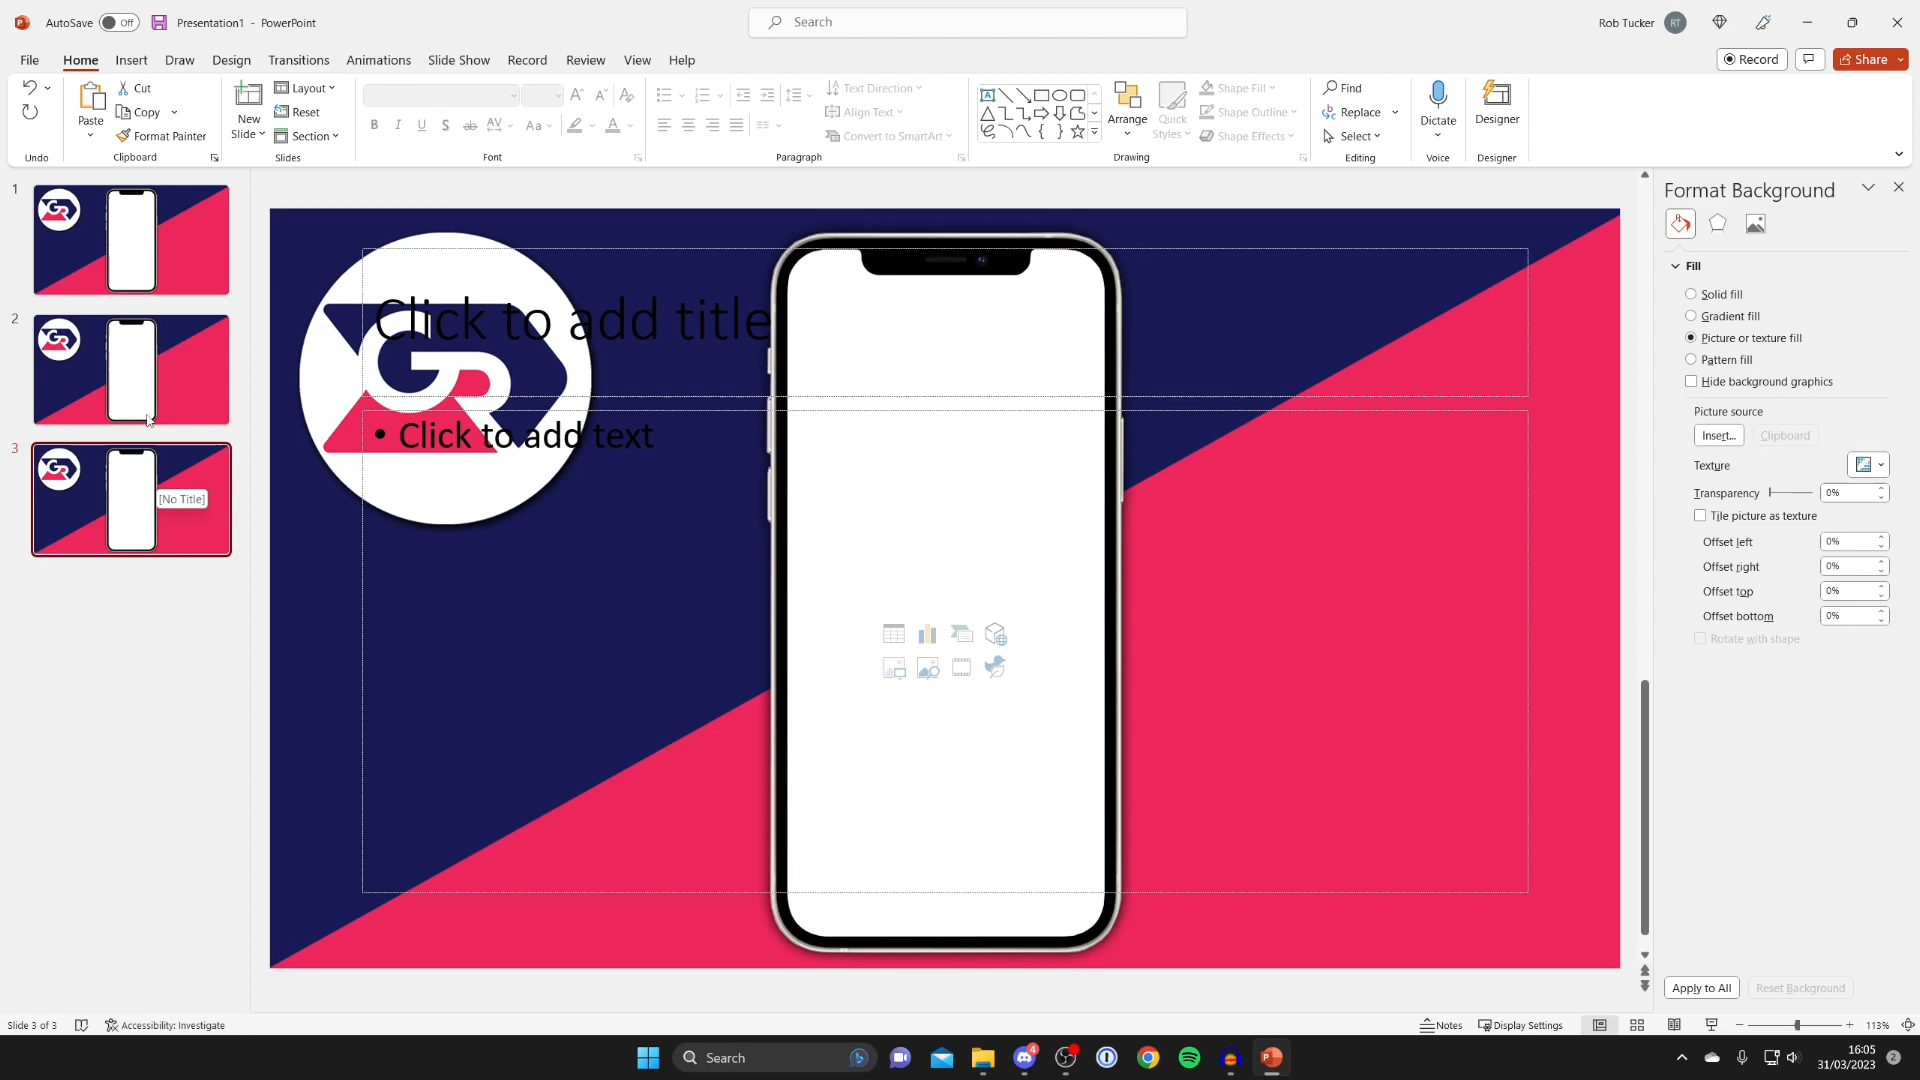 AutoSave Off Presentation1 - PowerPoint Search Rob Tucker RT
File Home Insert Draw Design Transitions Animations Slide Show Record Review View Help Record Share
Cut Layout Text Direction Shape Fill Find
Copy Reset Align Text Shape Outline Replace
Paste Format Painter New Slide Section Convert to SmartArt Arrange Quick Styles Shape Effects Select Dictate Designer
B I U S ab AV Aa A
Undo Clipboard Slides Font Paragraph Drawing Editing Voice Designer
1
2
3
[No Title]
GR
Click to add title
• Click to add text
Format Background
Fill
Solid fill
Gradient fill
Picture or texture fill
Pattern fill
Hide background graphics
Picture source
Insert... Clipboard
Texture
Transparency 0%
Tile picture as texture
Offset left 0%
Offset right 0%
Offset top 0%
Offset bottom 0%
Rotate with shape
Apply to All Reset Background
Slide 3 of 3 Accessibility: Investigate Notes Display Settings 113%
Search 4 16:05
31/03/2023 2